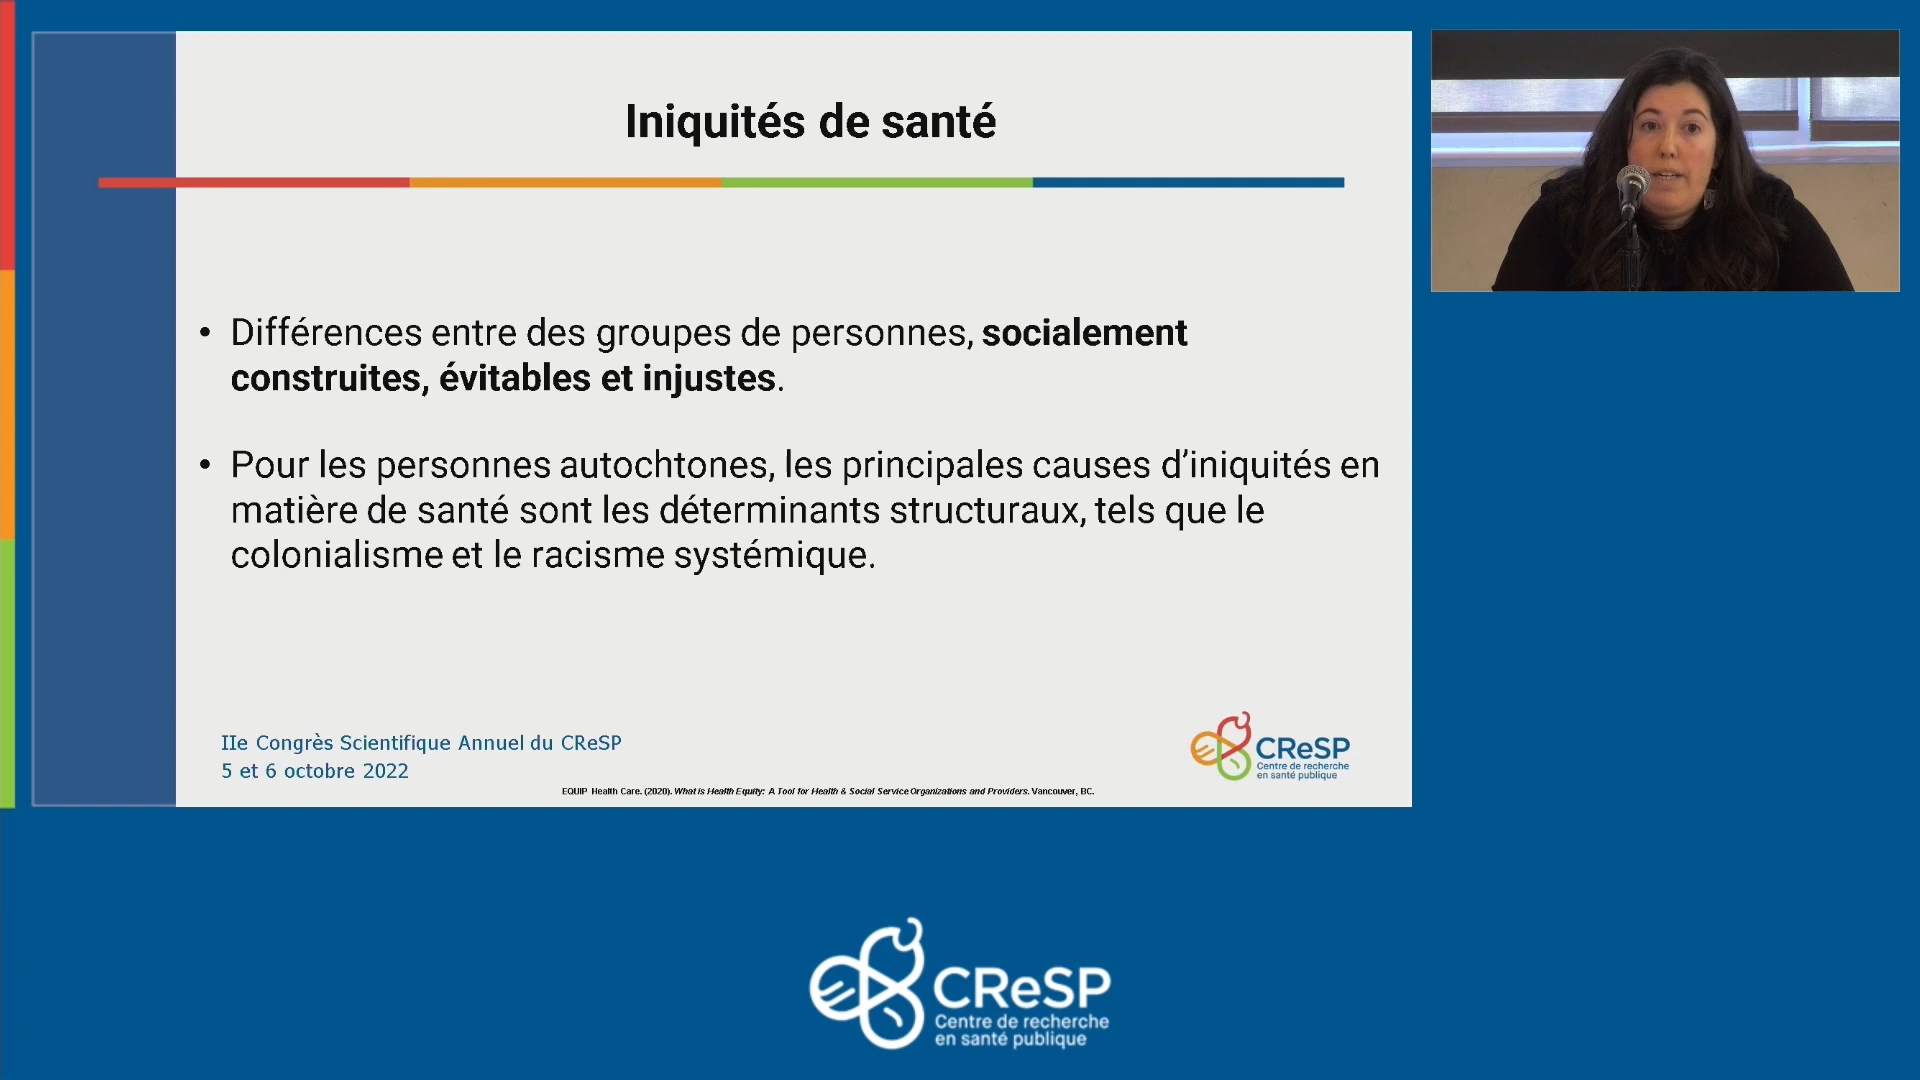 Iniquités de santé
• Différences entre des groupes de personnes, socialement
construites, évitables et injustes.
• Pour les personnes autochtones, les principales causes d’iniquités en
matière de santé sont les déterminants structuraux, tels que le
colonialisme et le racisme systémique.
IIe Congrès Scientifique Annuel du CReSP
5 et 6 octobre 2022
CReSP
Centre de recherche
en santé publique
EQUIP Health Care. (2020). What is Health Equity: A Tool for Health & Social Service Organizations and Providers. Vancouver, BC.
CReSP
Centre de recherche
en santé publique